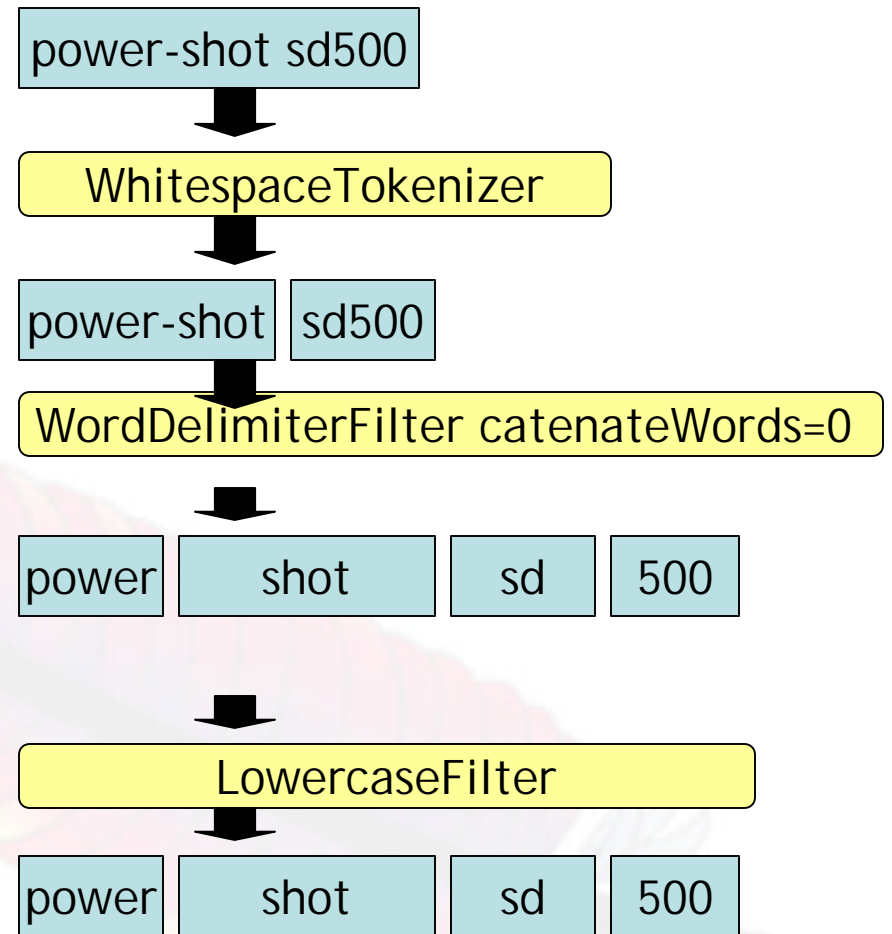 power-shot sd500
WhitespaceTokenizer
power-shot sd500
WordDelimiterFilter catenateWords=0
power shot sd 500
LowercaseFilter
power shot sd 500